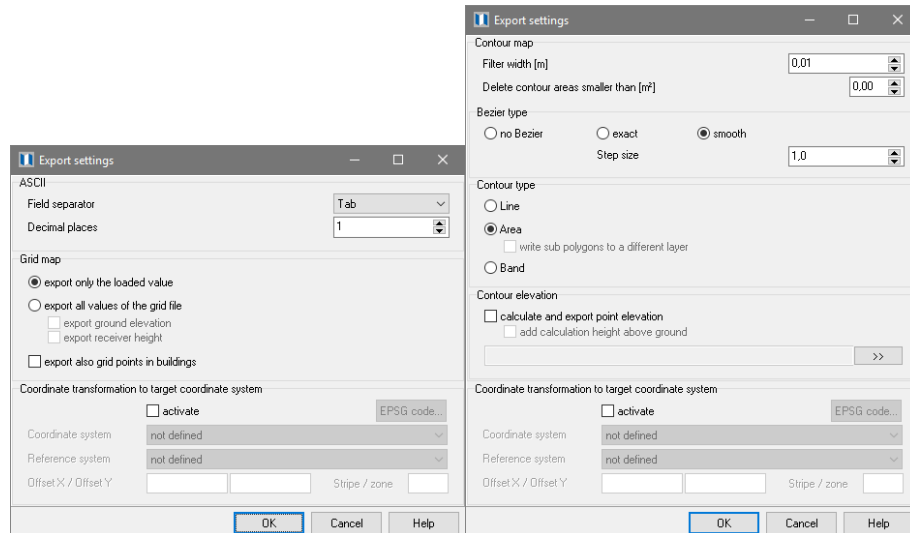 Export settings
ASCII
Field separator Tab
Decimal places 1
Grid map
export only the loaded value
export all values of the grid file
export ground elevation
export receiver height
export also grid points in buildings
Coordinate transformation to target coordinate system
activate EPSG code...
Coordinate system not defined
Reference system not defined
Offset X / Offset Y Stripe / zone
OK Cancel Help
Export settings
Contour map
Filter width [m] 0,01
Delete contour areas smaller than [m²] 0,00
Bezier type
no Bezier exact smooth
Step size 1,0
Contour type
Line
Area
write sub polygons to a different layer
Band
Contour elevation
calculate and export point elevation
add calculation height above ground
>>
Coordinate transformation to target coordinate system
activate EPSG code...
Coordinate system not defined
Reference system not defined
Offset X / Offset Y Stripe / zone
OK Cancel Help